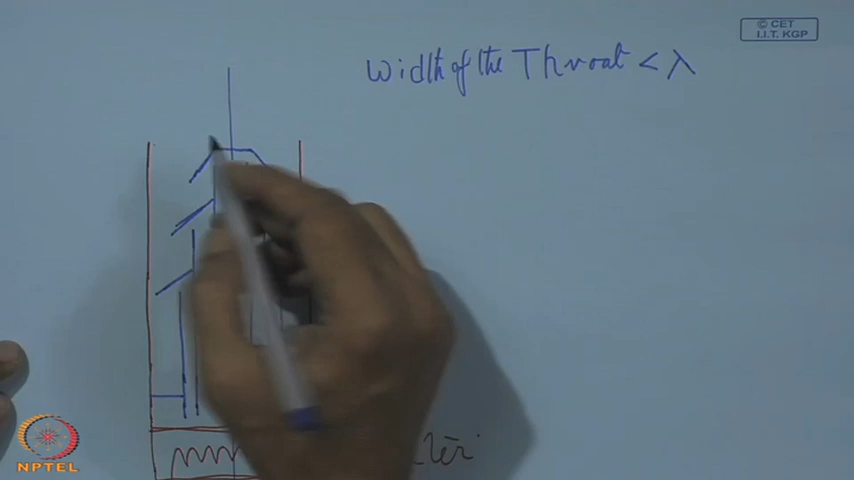 © CET
I.I.T. KGP
Width of the Throat < λ
NPTEL